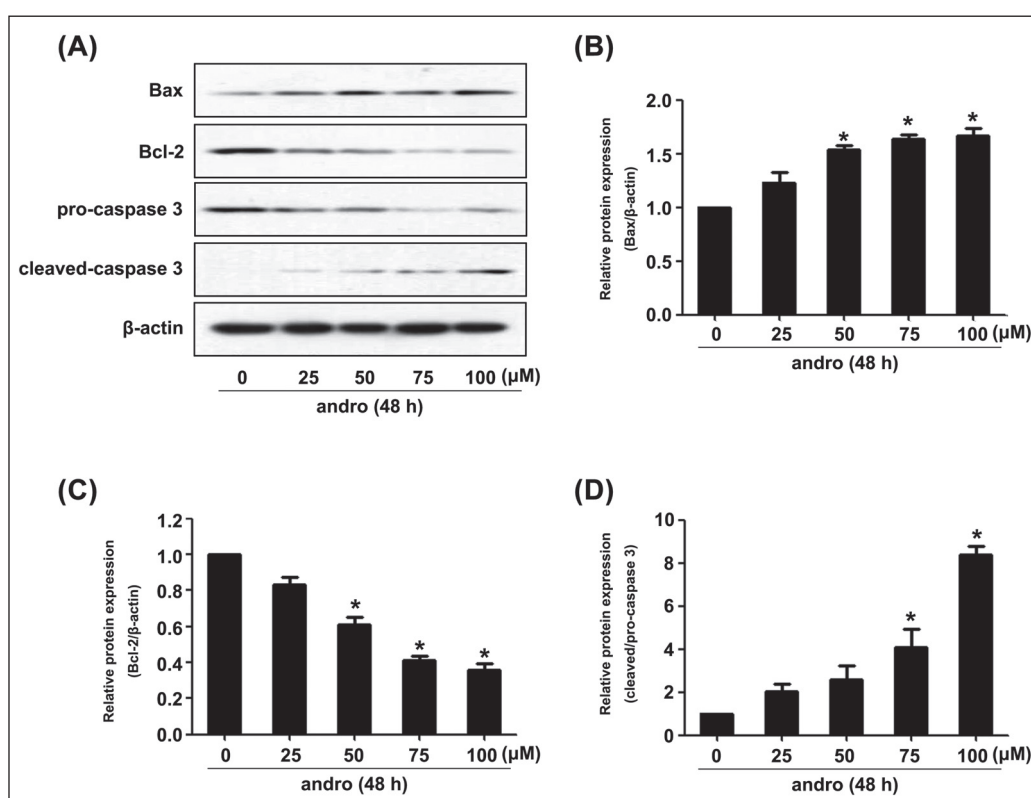 (A)
Bax
Bcl-2
pro-caspase 3
cleaved-caspase 3
β-actin
0 25 50 75 100 (μM)
andro (48 h)
(B)
Relative protein expression
(Bax/β-actin)
2.0
1.5
1.0
0.5
0.0
* * *
0 25 50 75 100 (μM)
andro (48 h)
(C)
Relative protein expression
(Bcl-2/β-actin)
1.2
1.0
0.8
0.6
0.4
0.2
0.0
* * *
0 25 50 75 100 (μM)
andro (48 h)
(D)
Relative protein expression
(cleaved/pro-caspase 3)
10
8
6
4
2
0
* *
0 25 50 75 100 (μM)
andro (48 h)